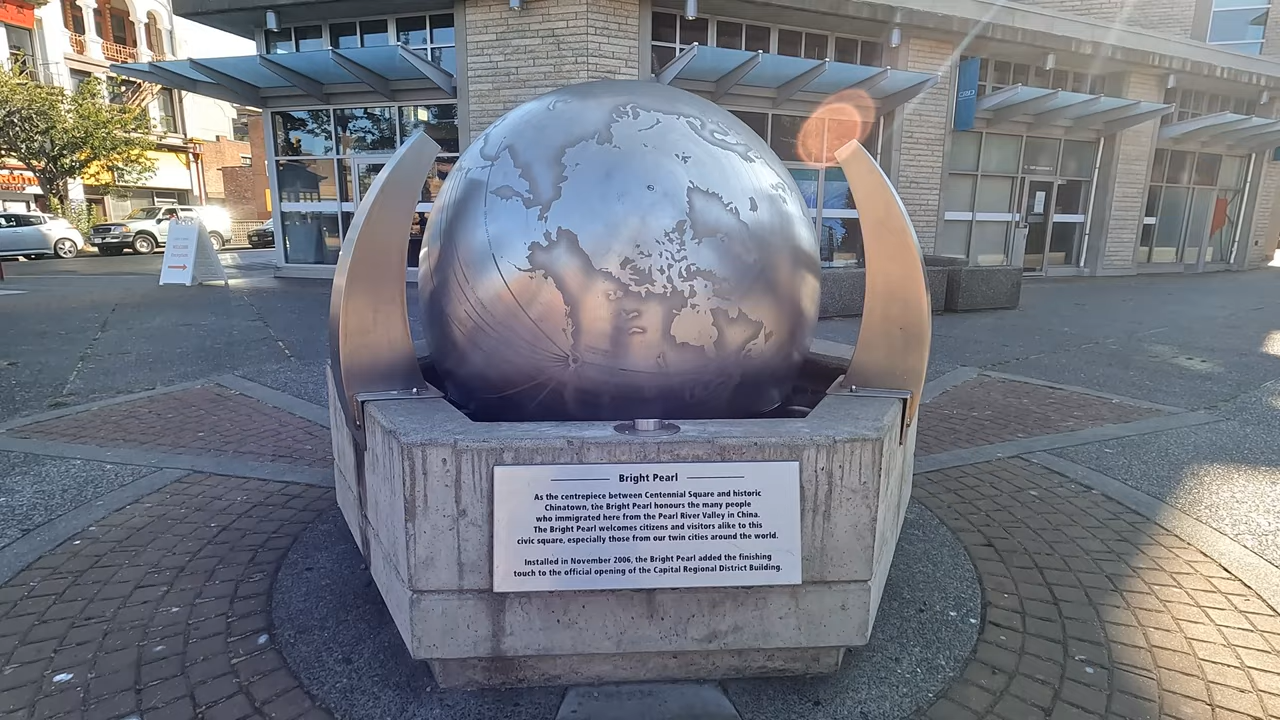 CRD
Bright Pearl
As the centrepiece between Centennial Square and historic
Chinatown, the Bright Pearl honours the many people
who immigrated here from the Pearl River Valley in China.
The Bright Pearl welcomes citizens and visitors alike to this
civic square, especially those from our twin cities around the world.
Installed in November 2006, the Bright Pearl added the finishing
touch to the official opening of the Capital Regional District Building.